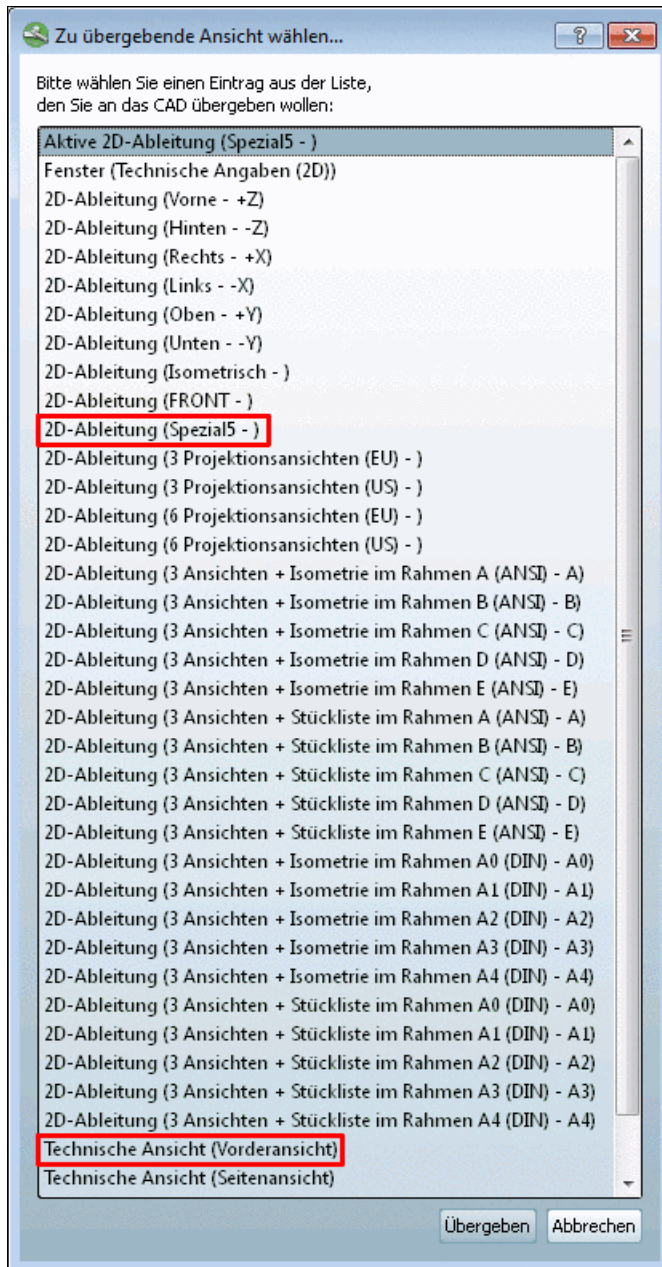 Zu übergebende Ansicht wählen...
Bitte wählen Sie einen Eintrag aus der Liste,
den Sie an das CAD übergeben wollen:
Aktive 2D-Ableitung (Spezial5 - )
Fenster (Technische Angaben (2D))
2D-Ableitung (Vorne - +Z)
2D-Ableitung (Hinten - -Z)
2D-Ableitung (Rechts - +X)
2D-Ableitung (Links - -X)
2D-Ableitung (Oben - +Y)
2D-Ableitung (Unten - -Y)
2D-Ableitung (Isometrisch - )
2D-Ableitung (FRONT - )
2D-Ableitung (Spezial5 - )
2D-Ableitung (3 Projektionsansichten (EU) - )
2D-Ableitung (3 Projektionsansichten (US) - )
2D-Ableitung (6 Projektionsansichten (EU) - )
2D-Ableitung (6 Projektionsansichten (US) - )
2D-Ableitung (3 Ansichten + Isometrie im Rahmen A (ANSI) - A)
2D-Ableitung (3 Ansichten + Isometrie im Rahmen B (ANSI) - B)
2D-Ableitung (3 Ansichten + Isometrie im Rahmen C (ANSI) - C)
2D-Ableitung (3 Ansichten + Isometrie im Rahmen D (ANSI) - D)
2D-Ableitung (3 Ansichten + Isometrie im Rahmen E (ANSI) - E)
2D-Ableitung (3 Ansichten + Stückliste im Rahmen A (ANSI) - A)
2D-Ableitung (3 Ansichten + Stückliste im Rahmen B (ANSI) - B)
2D-Ableitung (3 Ansichten + Stückliste im Rahmen C (ANSI) - C)
2D-Ableitung (3 Ansichten + Stückliste im Rahmen D (ANSI) - D)
2D-Ableitung (3 Ansichten + Stückliste im Rahmen E (ANSI) - E)
2D-Ableitung (3 Ansichten + Isometrie im Rahmen A0 (DIN) - A0)
2D-Ableitung (3 Ansichten + Isometrie im Rahmen A1 (DIN) - A1)
2D-Ableitung (3 Ansichten + Isometrie im Rahmen A2 (DIN) - A2)
2D-Ableitung (3 Ansichten + Isometrie im Rahmen A3 (DIN) - A3)
2D-Ableitung (3 Ansichten + Isometrie im Rahmen A4 (DIN) - A4)
2D-Ableitung (3 Ansichten + Stückliste im Rahmen A0 (DIN) - A0)
2D-Ableitung (3 Ansichten + Stückliste im Rahmen A1 (DIN) - A1)
2D-Ableitung (3 Ansichten + Stückliste im Rahmen A2 (DIN) - A2)
2D-Ableitung (3 Ansichten + Stückliste im Rahmen A3 (DIN) - A3)
2D-Ableitung (3 Ansichten + Stückliste im Rahmen A4 (DIN) - A4)
Technische Ansicht (Vorderansicht)
Technische Ansicht (Seitenansicht)
Übergeben Abbrechen